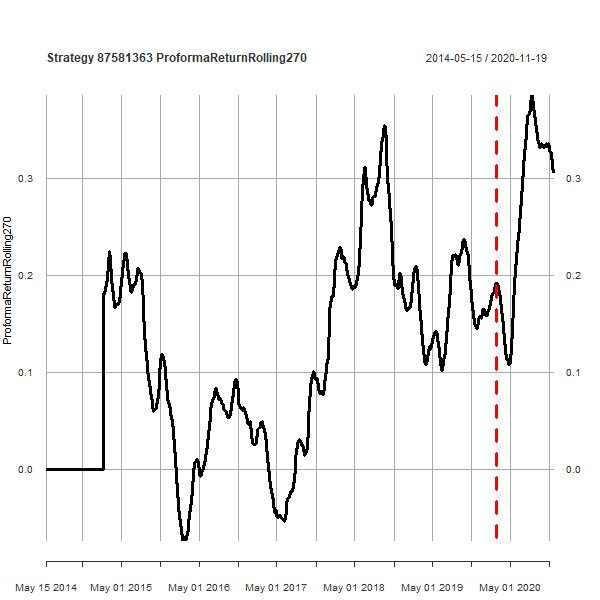 Strategy 87581363 ProformaReturnRolling270
2014-05-15 / 2020-11-19
ProformaReturnRolling270
0.3
0.3
0.2
0.2
0.1
0.1
0.0
0.0
May 15 2014
May 01 2015
May 01 2016
May 01 2017
May 01 2018
May 01 2019
May 01 2020